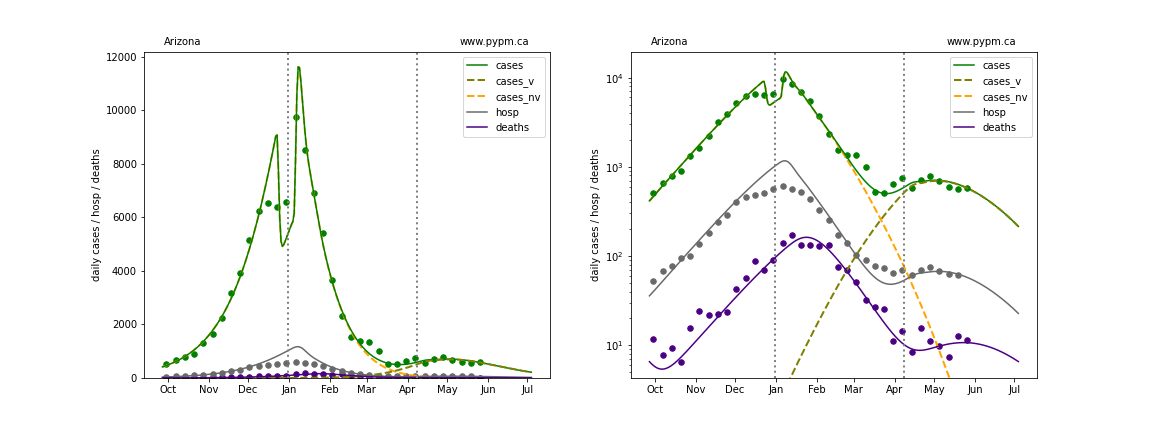 Arizona
www.pypm.ca
12000
10000
8000
6000
4000
2000
0
daily cases / hosp / deaths
cases
cases_v
cases_nv
hosp
deaths
Oct Nov Dec Jan Feb Mar Apr May Jun Jul
Arizona
www.pypm.ca
10^4
10^3
10^2
10^1
daily cases / hosp / deaths
cases
cases_v
cases_nv
hosp
deaths
Oct Nov Dec Jan Feb Mar Apr May Jun Jul